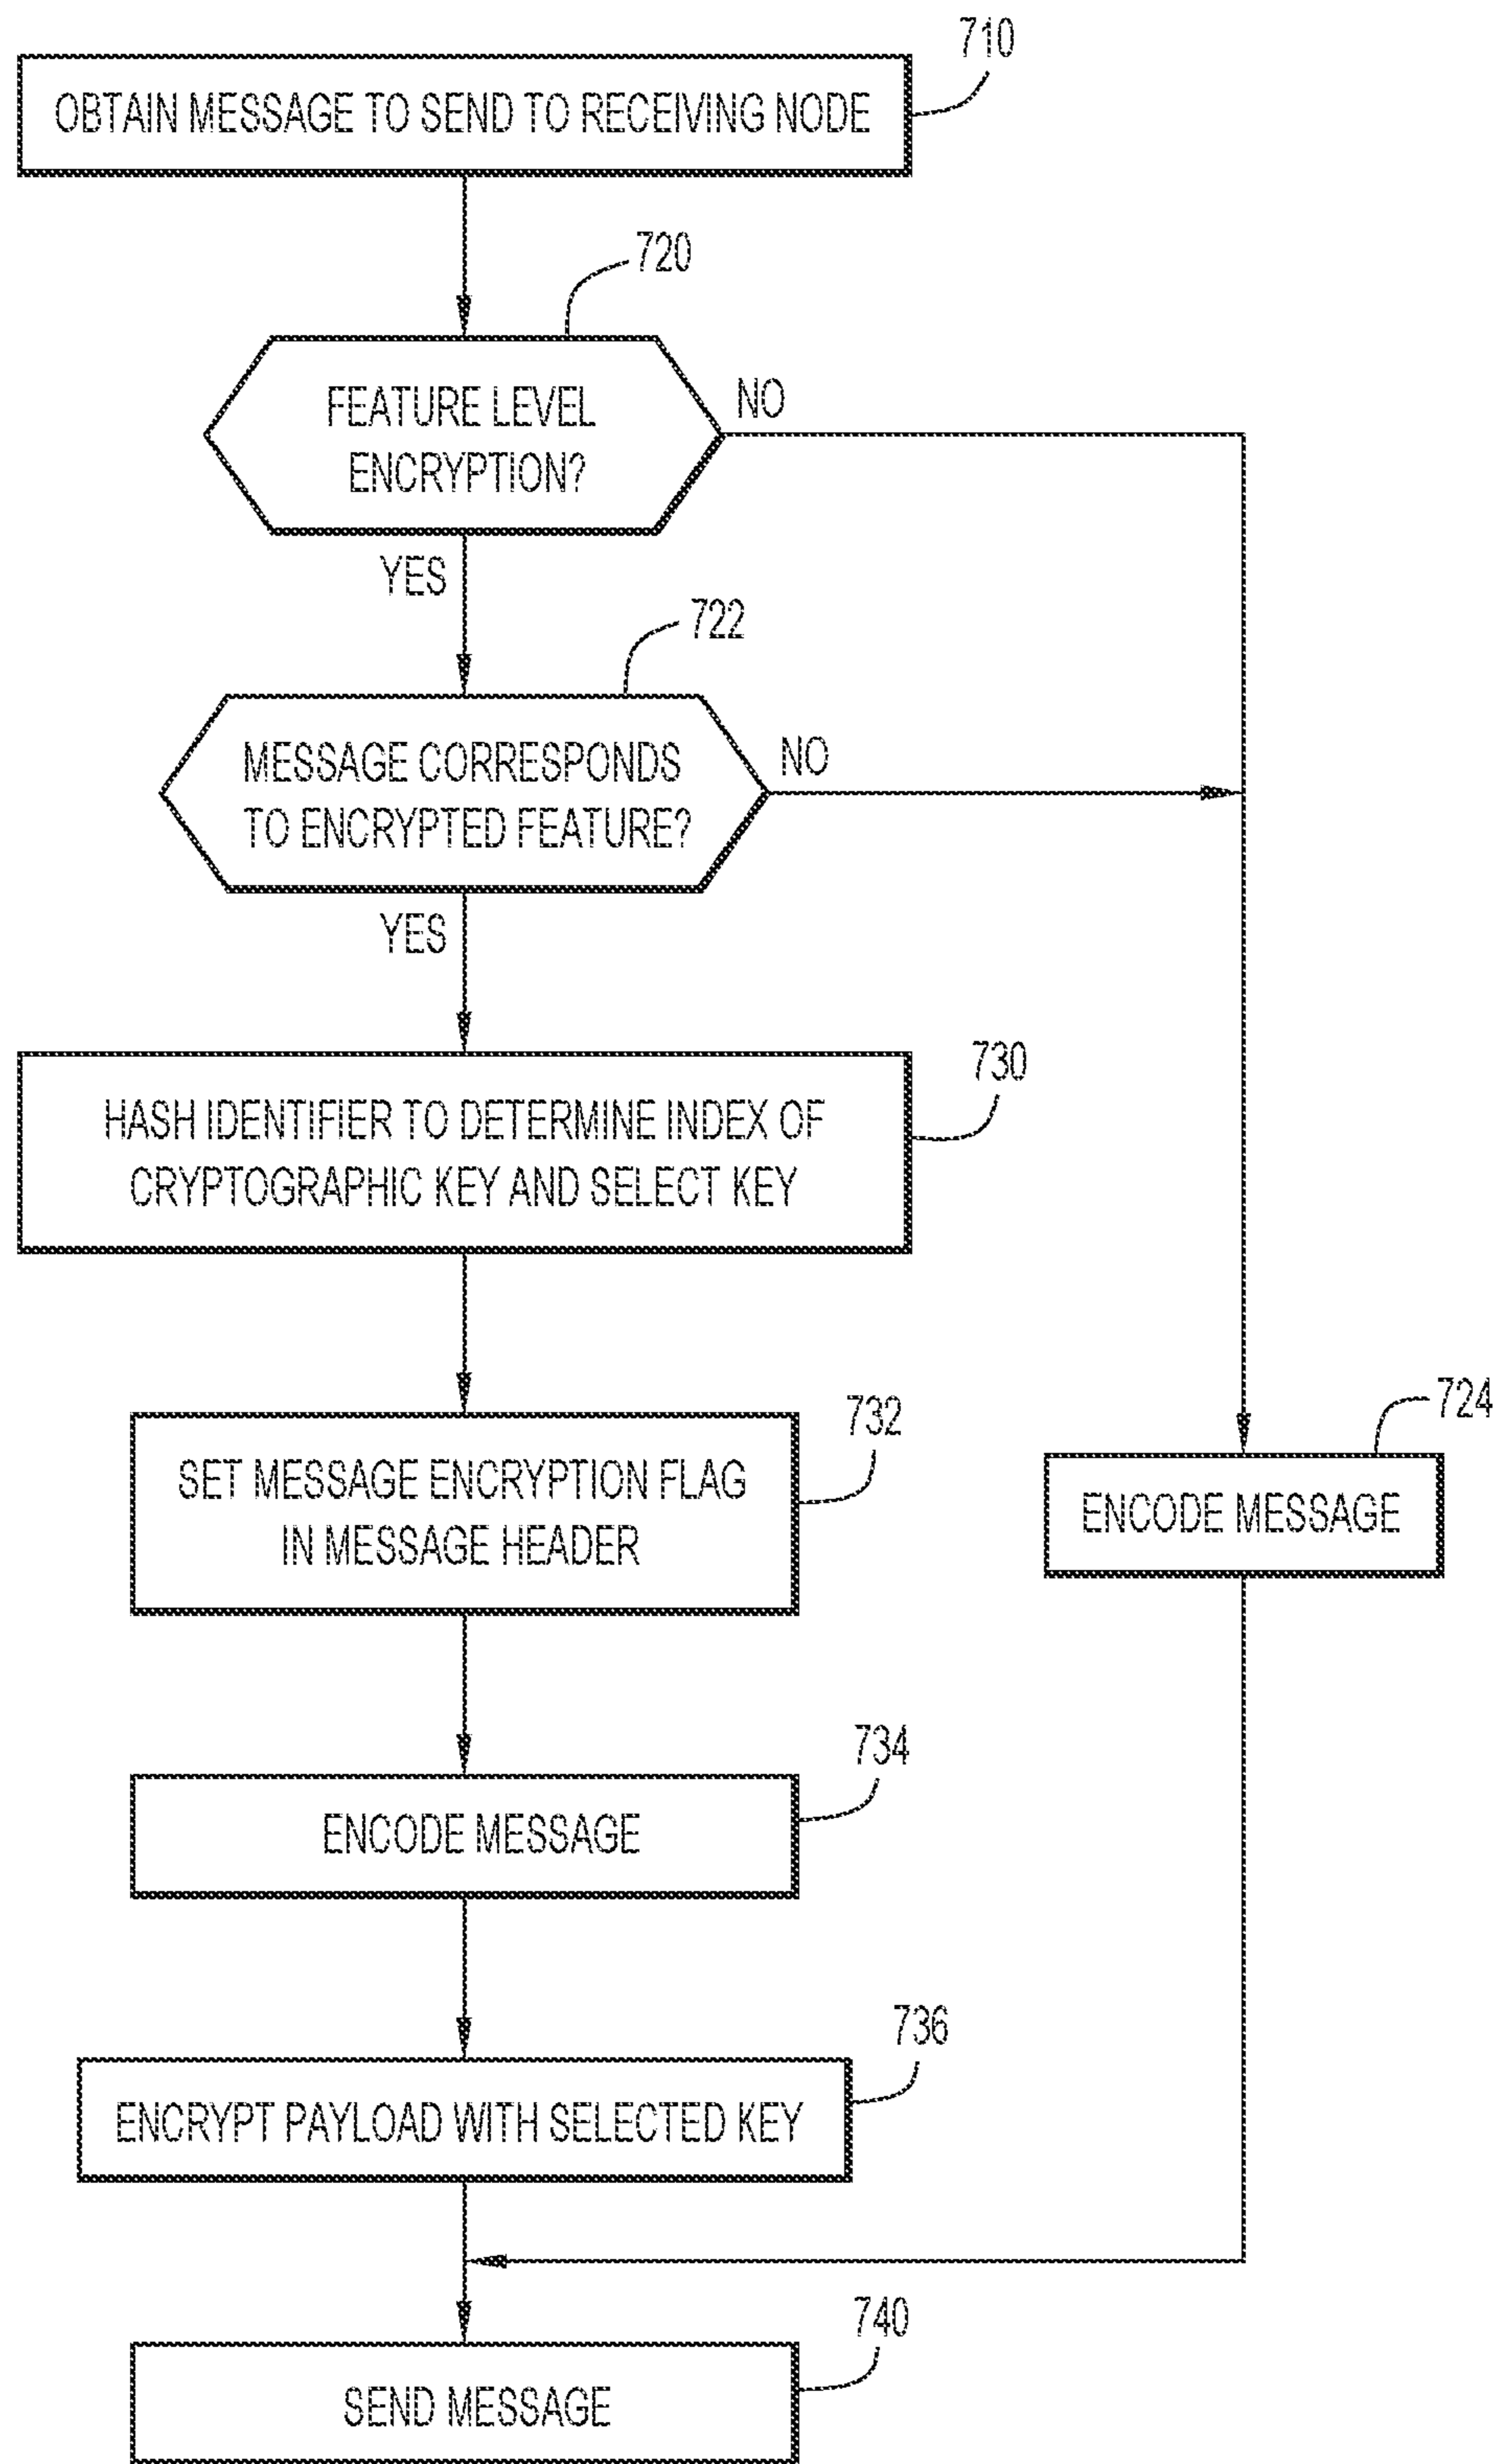 710
OBTAIN MESSAGE TO SEND TO RECEIVING NODE
720
FEATURE LEVEL
ENCRYPTION?
NO
YES
722
MESSAGE CORRESPONDS
TO ENCRYPTED FEATURE?
NO
YES
730
HASH IDENTIFIER TO DETERMINE INDEX OF
CRYPTOGRAPHIC KEY AND SELECT KEY
732
SET MESSAGE ENCRYPTION FLAG
IN MESSAGE HEADER
724
ENCODE MESSAGE
734
ENCODE MESSAGE
736
ENCRYPT PAYLOAD WITH SELECTED KEY
740
SEND MESSAGE